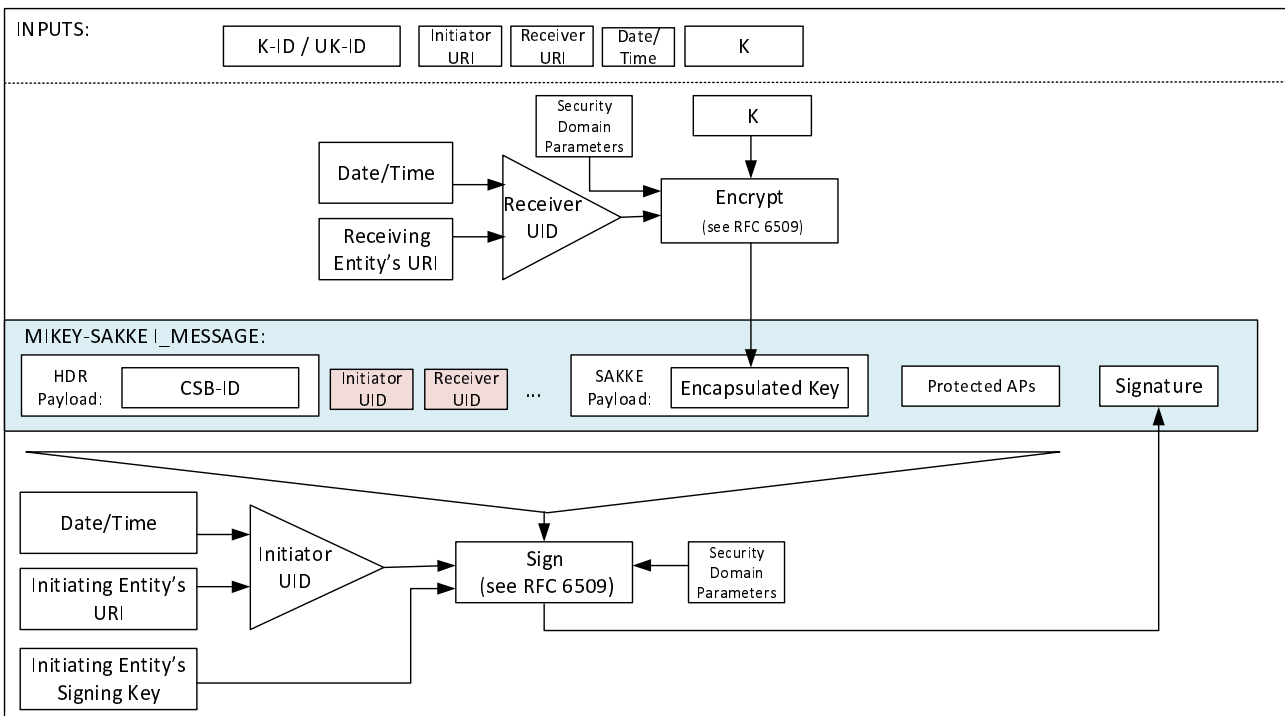 INPUTS:
K-ID / UK-ID
Initiator
URI
Receiver
URI
Date/
Time
K
Security
Domain
Parameters
K
Date/Time
Receiver
UID
Encrypt
(see RFC 6509)
Receiving
Entity’s URI
MIKEY-SAKKE I_MESSAGE:
HDR
Payload:
CSB-ID
Initiator
UID
Receiver
UID
...
SAKKE
Payload:
Encapsulated Key
Protected APs
Signature
Date/Time
Initiator
UID
Sign
(see RFC 6509)
Security
Domain
Parameters
Initiating Entity’s
URI
Initiating Entity’s
Signing Key